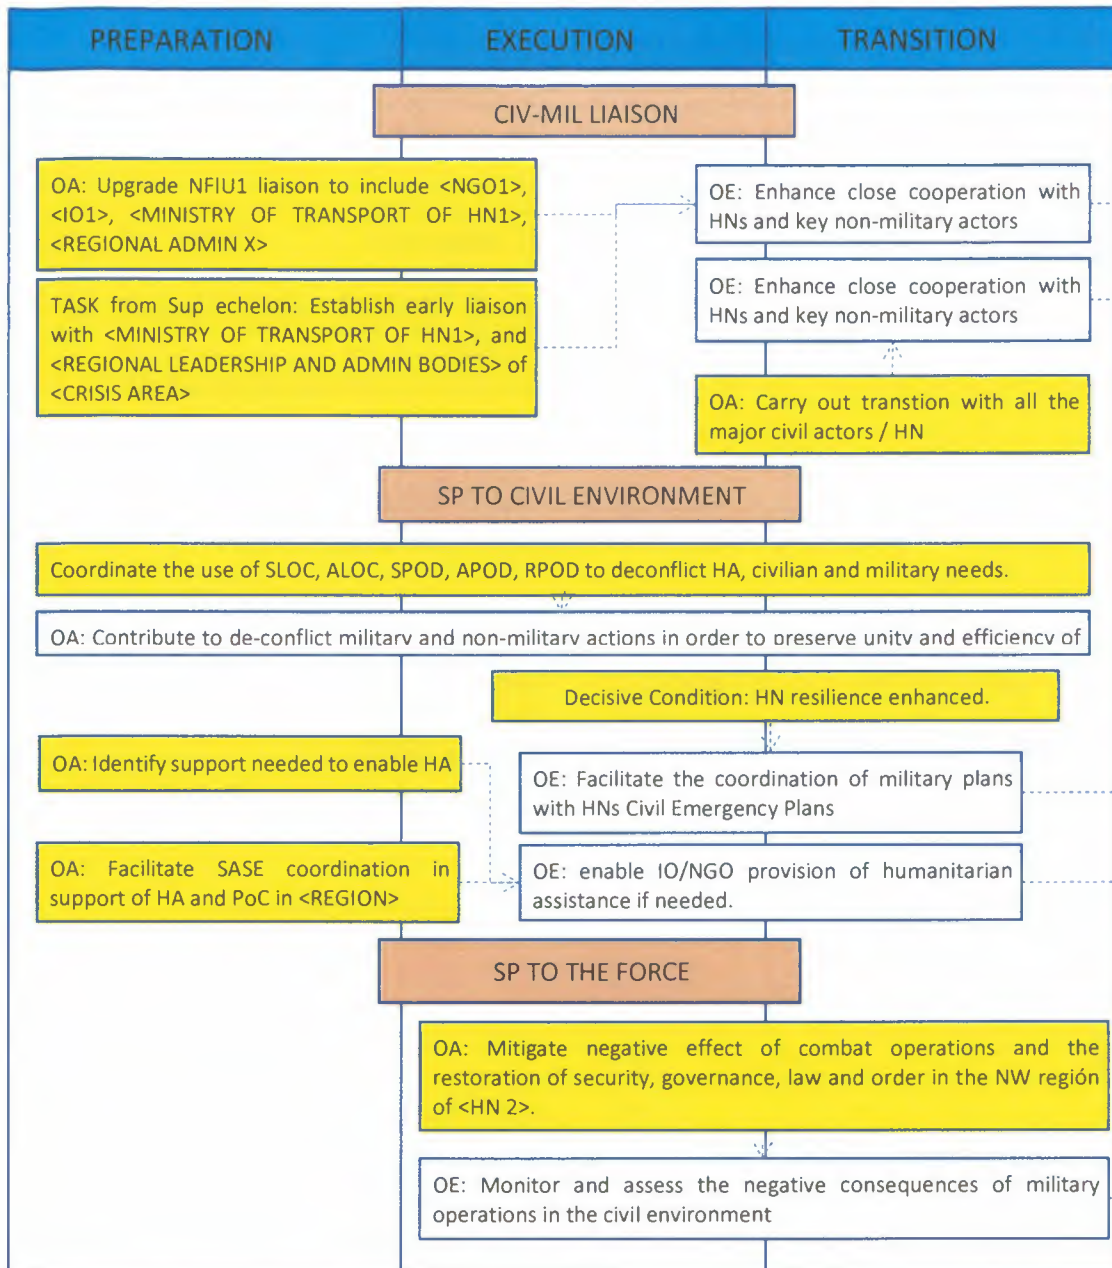 PREPARATION EXECUTION TRANSITION
CIV-MIL LIAISON
OA: Upgrade NFIU1 liaison to include <NGO1>,
<IO1>, <MINISTRY OF TRANSPORT OF HN1>,
<REGIONAL ADMIN X>
OE: Enhance close cooperation with
HNs and key non-military actors
TASK from Sup echelon: Establish early liaison
with <MINISTRY OF TRANSPORT OF HN1>, and
<REGIONAL LEADERSHIP AND ADMIN BODIES> of
<CRISIS AREA>
OE: Enhance close cooperation with
HNs and key non-military actors
OA: Carry out transtion with all the
major civil actors / HN
SP TO CIVIL ENVIRONMENT
Coordinate the use of SLOC, ALOC, SPOD, APOD, RPOD to deconflict HA, civilian and military needs.
OA: Contribute to de-conflict military and non-military actions in order to preserve unity and efficiency of
Decisive Condition: HN resilience enhanced.
OA: Identify support needed to enable HA
OE: Facilitate the coordination of military plans
with HNs Civil Emergency Plans
OA: Facilitate SASE coordination in
support of HA and PoC in <REGION>
OE: enable IO/NGO provision of humanitarian
assistance if needed.
SP TO THE FORCE
OA: Mitigate negative effect of combat operations and the
restoration of security, governance, law and order in the NW región
of <HN 2>.
OE: Monitor and assess the negative consequences of military
operations in the civil environment